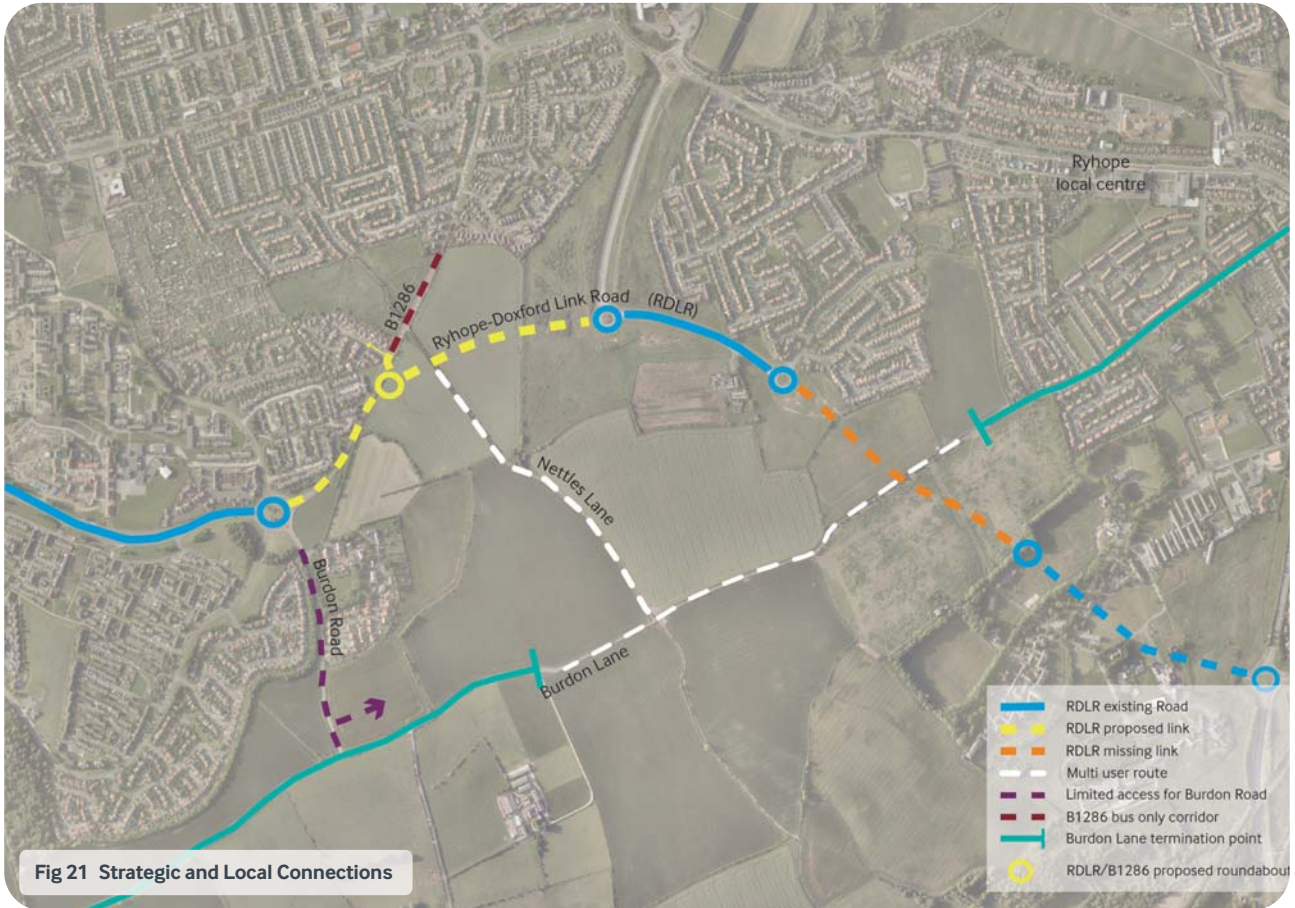 Ryhope
local centre
B1286
Ryhope-Doxford Link Road (RDLR)
Nettles Lane
Burdon Road
Burdon Lane
RDLR existing Road
RDLR proposed link
RDLR missing link
Multi user route
Limited access for Burdon Road
B1286 bus only corridor
Burdon Lane termination point
RDLR/B1286 proposed roundabout
Fig 21 Strategic and Local Connections